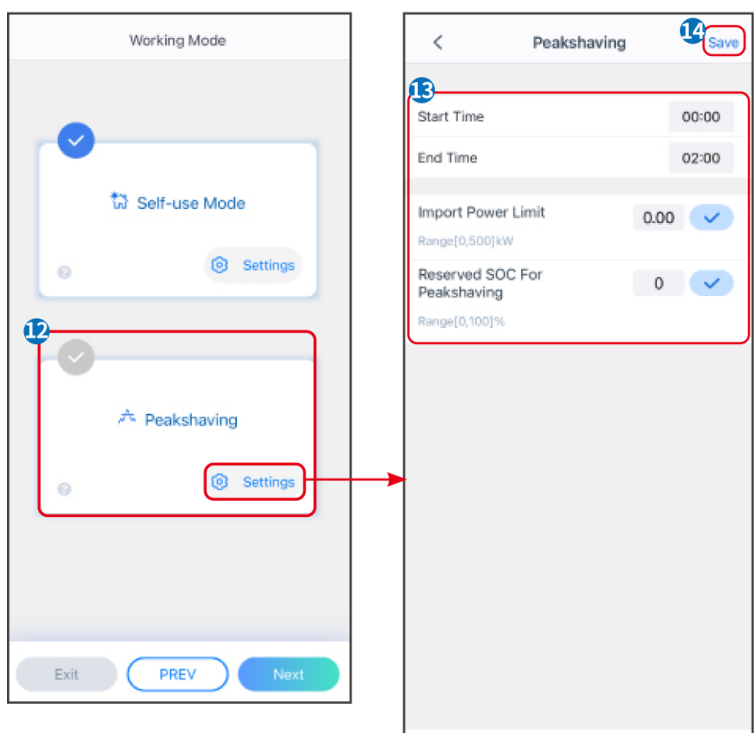 Working Mode
Self-use Mode
Settings
?
12
Peakshaving
Settings
?
Exit
PREV
Next
Peakshaving
14
Save
13
Start Time
00:00
End Time
02:00
Import Power Limit
0.00
Range[0,500]kW
Reserved SOC For
Peakshaving
0
Range[0,100]%